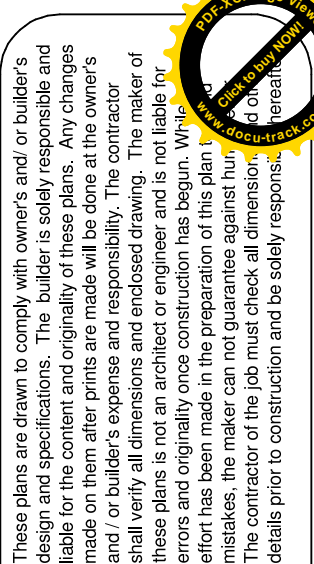 These plans are drawn to comply with owner's and/ or builder's
design and specifications. The builder is solely responsible and
liable for the content and originality of these plans. Any changes
made on them after prints are made will be done at the owner's
and / or builder's expense and responsibility. The contractor
shall verify all dimensions and enclosed drawing. The maker of
these plans is not an architect or engineer and is not liable for
errors and originality once construction has begun. While
effort has been made in the preparation of this plan
mistakes, the maker can not guarantee against
The contractor of the job must check all
details prior to construction and be solely
Click to buy NOW!
www.docu-track.co